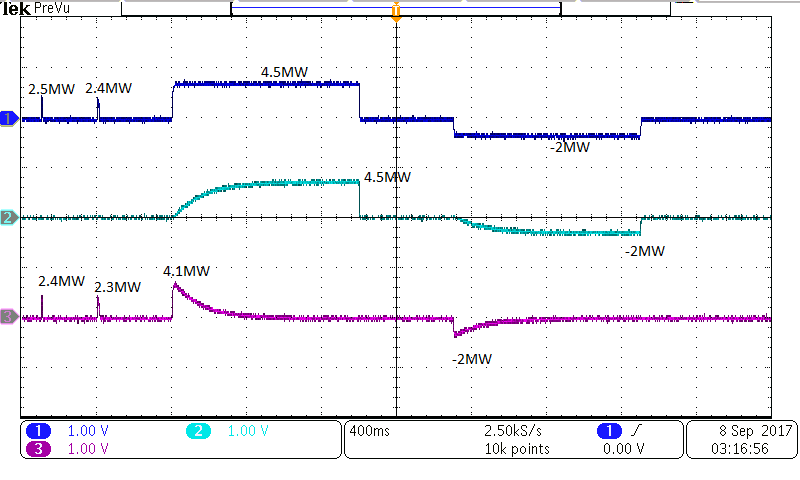 Tek PreVu
T
4.5MW
2.5MW 2.4MW
1
-2MW
4.5MW
2
-2MW
4.1MW
2.4MW 2.3MW
3
-2MW
1 1.00 V 2 1.00 V 400ms 2.50kS/s 1 8 Sep 2017
3 1.00 V 10k points 0.00 V 03:16:56